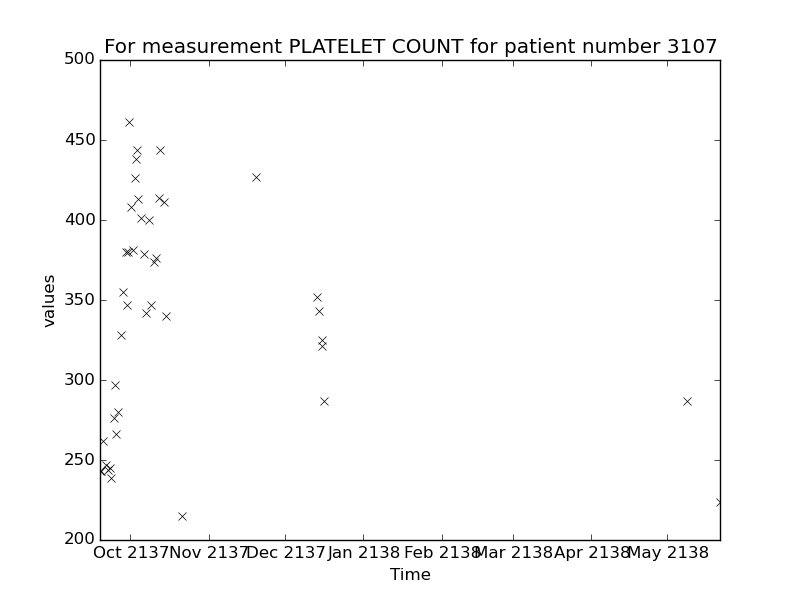 For measurement PLATELET COUNT for patient number 3107
500
450
400
350
300
250
200
values
Oct 2137 Nov 2137 Dec 2137 Jan 2138 Feb 2138 Mar 2138 Apr 2138 May 2138
Time